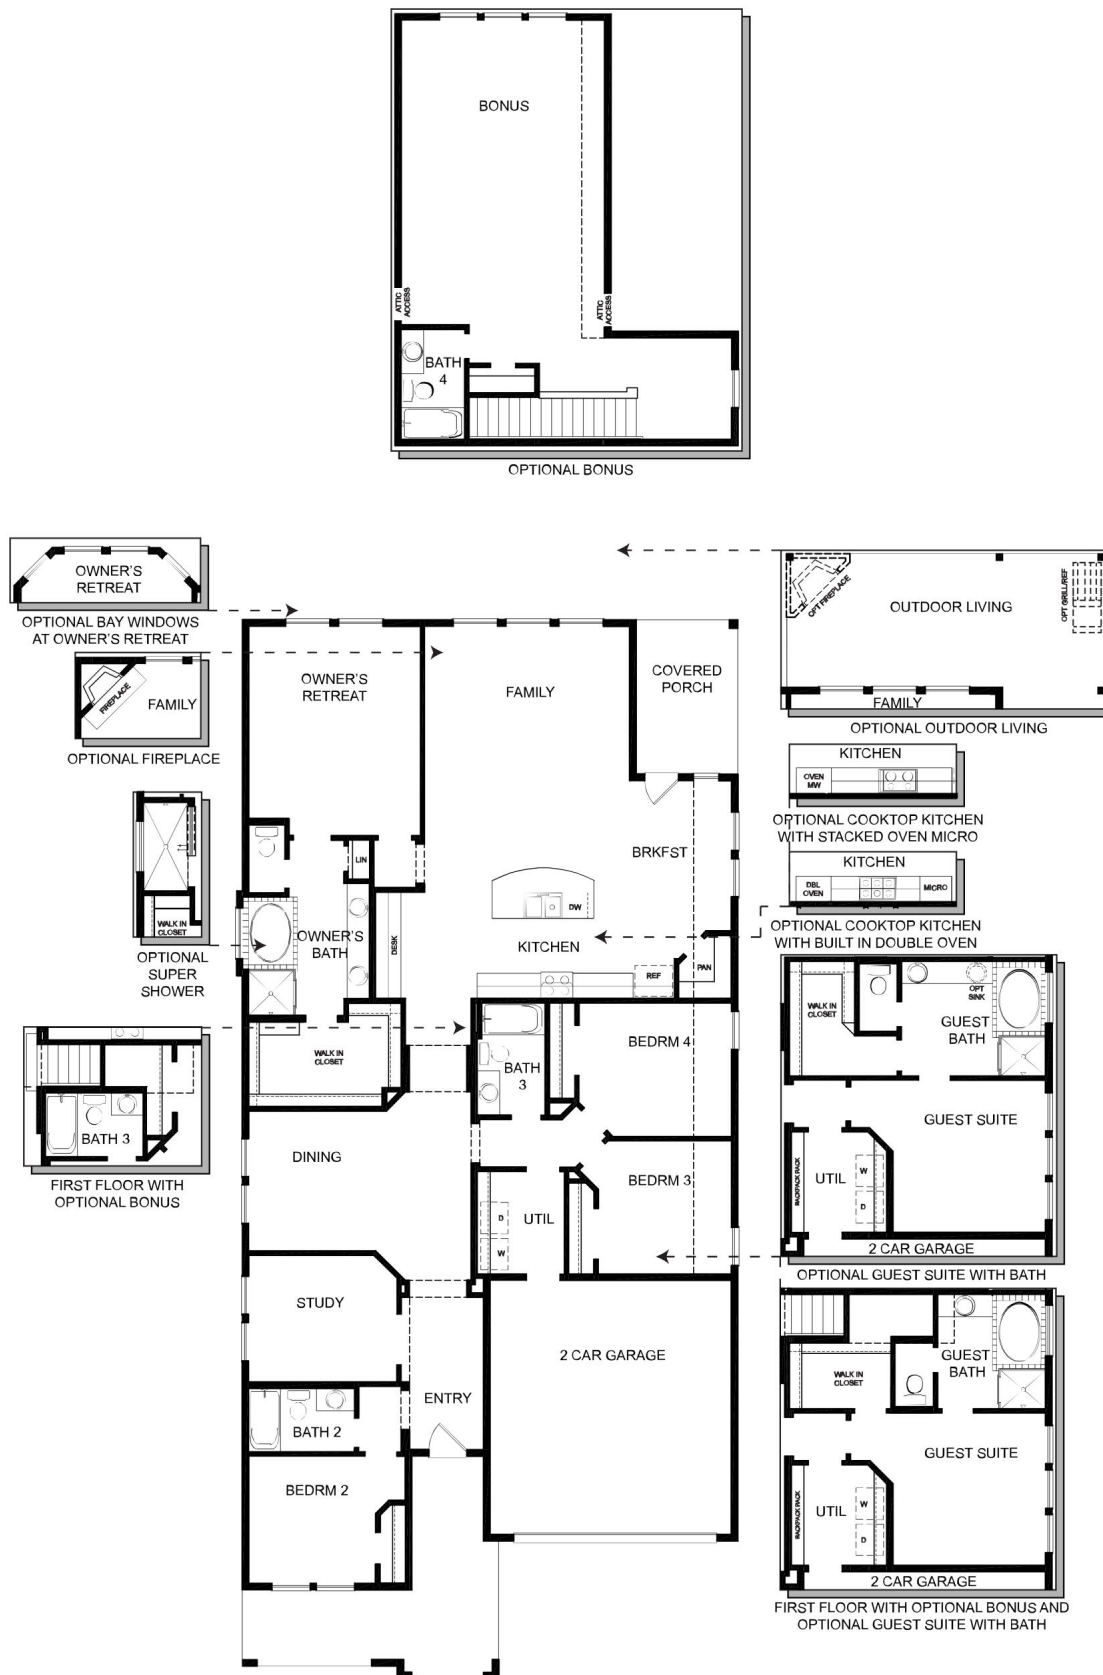 BONUS
ATTIC
ACCESS
ATTIC
ACCESS
BATH
4
OPTIONAL BONUS
OWNER'S
RETREAT
OPTIONAL BAY WINDOWS
AT OWNER'S RETREAT
FIREPLACE
FAMILY
OPTIONAL FIREPLACE
WALK IN
CLOSET
OPTIONAL
SUPER
SHOWER
BATH 3
FIRST FLOOR WITH
OPTIONAL BONUS
OWNER'S
RETREAT
FAMILY
COVERED
PORCH
LIN
BRKFST
DW
OWNER'S
BATH
DESK
KITCHEN
REF
PAN
WALK IN
CLOSET
BATH
3
BEDRM 4
DINING
BEDRM 3
UTIL
D
W
STUDY
2 CAR GARAGE
ENTRY
BATH 2
BEDRM 2
OPT FIREPLACE
OUTDOOR LIVING
OPT GRILL/REF
FAMILY
OPTIONAL OUTDOOR LIVING
KITCHEN
OVEN
MW
OPTIONAL COOKTOP KITCHEN
WITH STACKED OVEN MICRO
KITCHEN
DBL
OVEN
MICRO
OPTIONAL COOKTOP KITCHEN
WITH BUILT IN DOUBLE OVEN
WALK IN
CLOSET
OPT
SINK
GUEST
BATH
GUEST SUITE
BACKPACK RACK
UTIL
W
D
2 CAR GARAGE
OPTIONAL GUEST SUITE WITH BATH
WALK IN
CLOSET
GUEST
BATH
GUEST SUITE
BACKPACK RACK
UTIL
W
D
2 CAR GARAGE
FIRST FLOOR WITH OPTIONAL BONUS AND
OPTIONAL GUEST SUITE WITH BATH